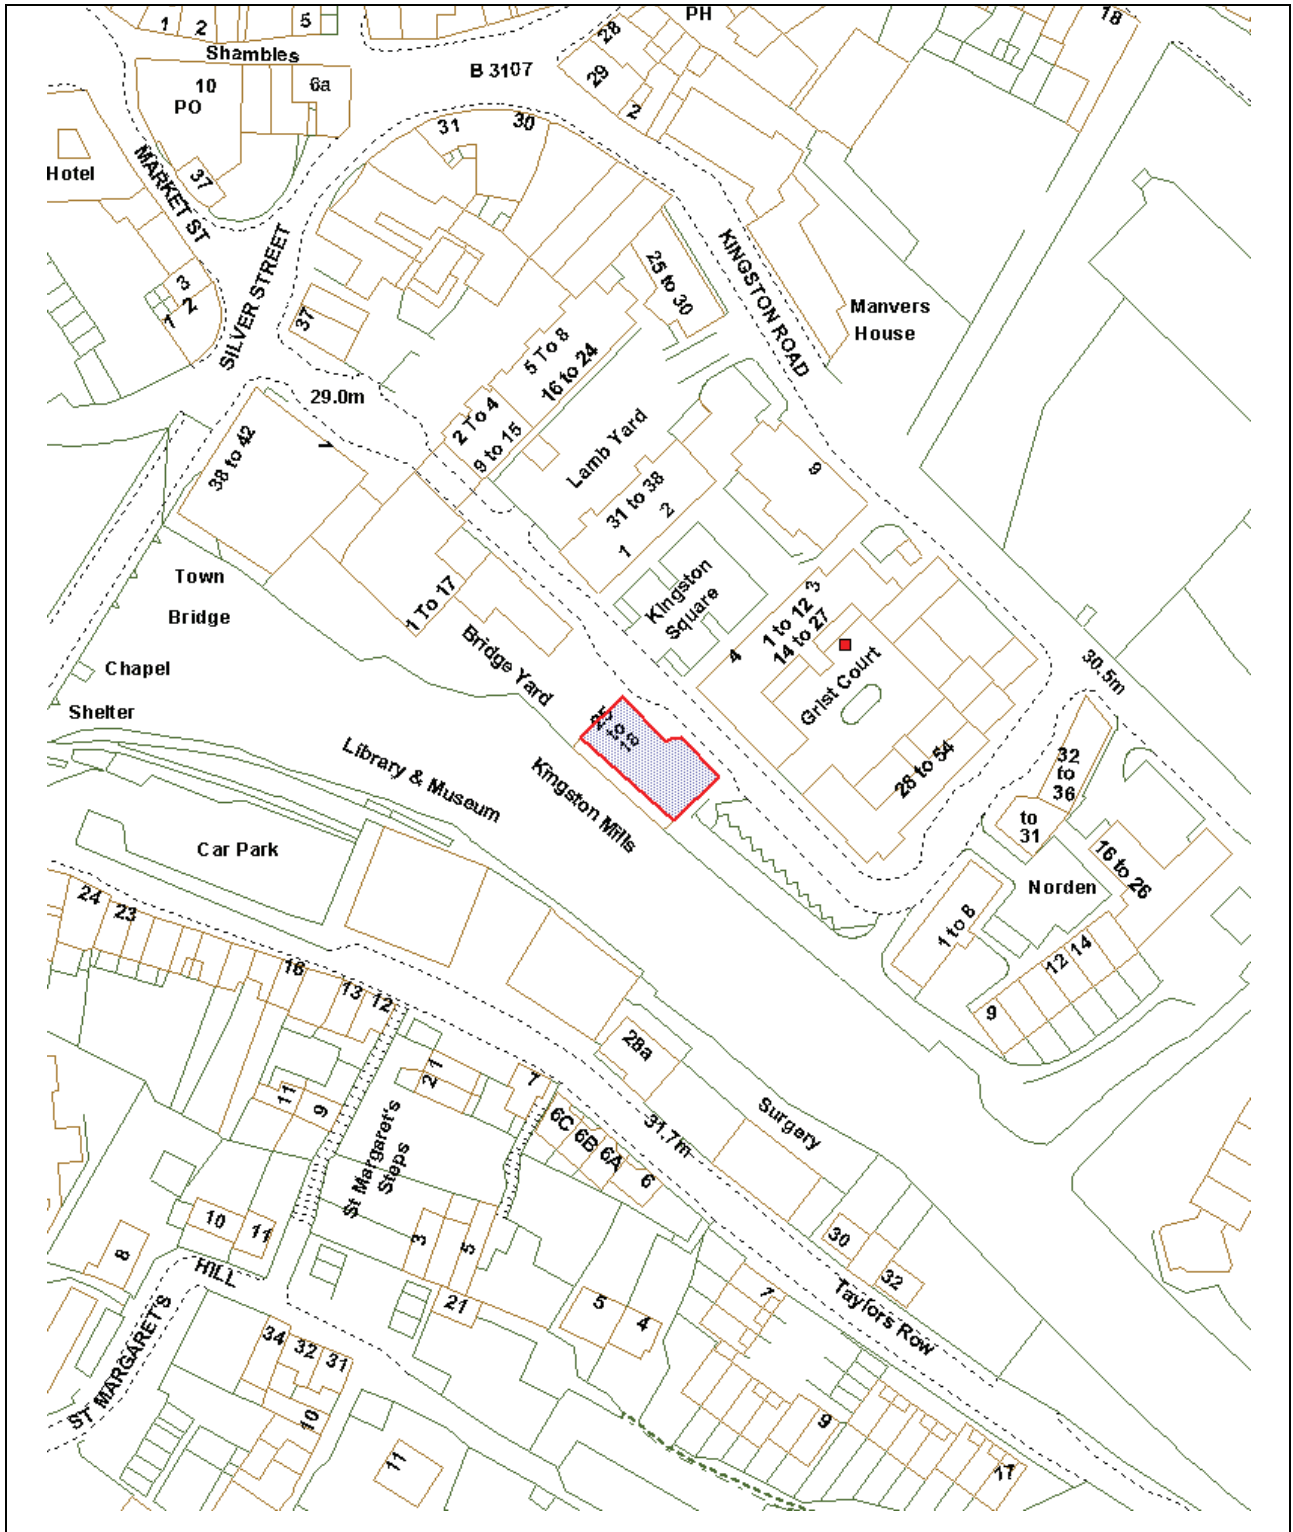 PH
18
1
2
5
Shambles
28
B 3107
10
6a
29
PO
2
31
30
Hotel
MARKET ST
37
SILVER STREET
KINGSTON ROAD
25 to 30
3
2
1
37
Manvers
House
5 To 8
16 to 24
29.0m
2 To 4
9 to 15
38 to 42
Lamb Yard
31 to 38
2
1
9
Town
Bridge
1 To 17
Kingston
Square
3
1 to 12
14 to 27
4
Bridge Yard
Grist Court
30.5m
Chapel
Shelter
25
to
18
Library & Museum
Kingston Mills
28 to 54
32
to
36
to
31
Car Park
16 to 26
Norden
24
23
1 to 8
12
14
16
13
12
9
28a
2
1
7
11
9
6C
6B
6A
6
31.7m
Surgery
St Margaret's
Steps
10
11
3
5
8
30
32
HILL
ST MARGARET'S
21
5
4
7
Taylors Row
34
32
31
10
9
11
17